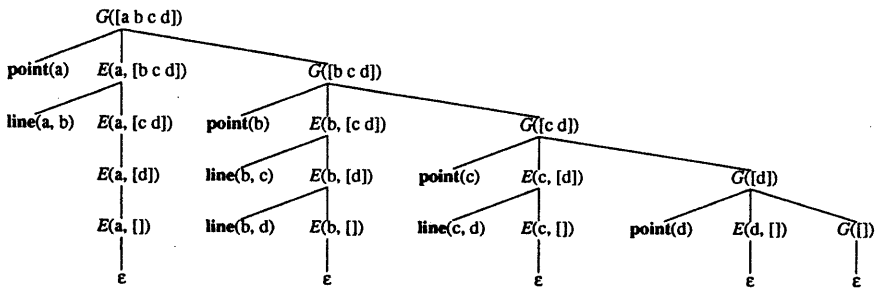 G([a b c d])
point(a) E(a, [b c d]) G([b c d])
line(a, b) E(a, [c d]) point(b) E(b, [c d]) G([c d])
E(a, [d]) line(b, c) E(b, [d]) point(c) E(c, [d]) G([d])
E(a, []) line(b, d) E(b, []) line(c, d) E(c, []) point(d) E(d, []) G([])
ε ε ε ε ε